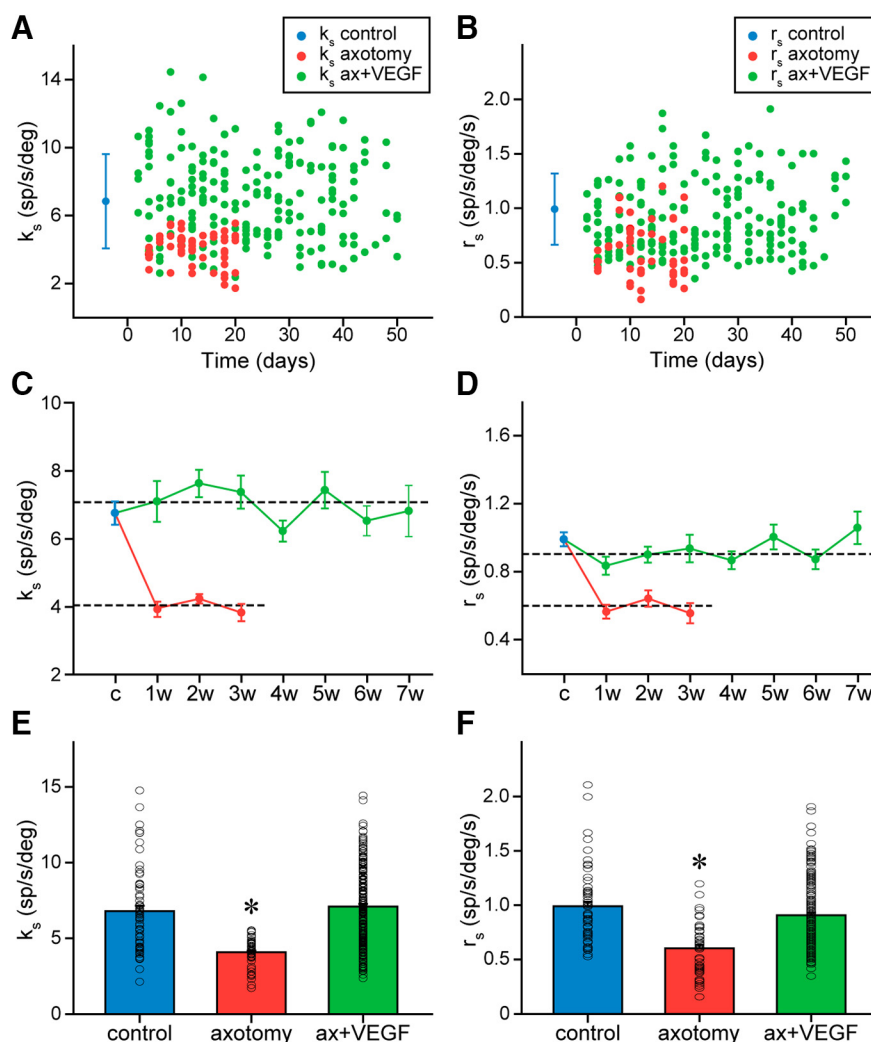 A
k_s control
k_s axotomy
k_s ax+VEGF
k_s (sp/s/deg)
14
10
6
2
0 10 20 30 40 50
Time (days)
B
r_s control
r_s axotomy
r_s ax+VEGF
r_s (sp/s/deg/s)
2.0
1.5
1.0
0.5
0
0 10 20 30 40 50
Time (days)
C
k_s (sp/s/deg)
10
8
6
4
2
c 1w 2w 3w 4w 5w 6w 7w
D
r_s (sp/s/deg/s)
1.6
1.2
0.8
0.4
c 1w 2w 3w 4w 5w 6w 7w
E
k_s (sp/s/deg)
15
10
5
0
*
control axotomy ax+VEGF
F
r_s (sp/s/deg/s)
2.0
1.5
1.0
0.5
0
*
control axotomy ax+VEGF